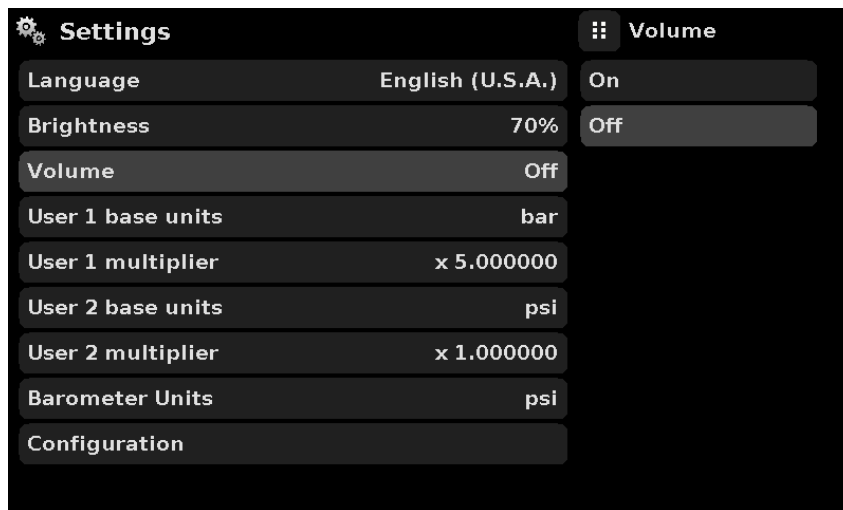 Settings
Language English (U.S.A.)
Brightness 70%
Volume Off
User 1 base units bar
User 1 multiplier x 5.000000
User 2 base units psi
User 2 multiplier x 1.000000
Barometer Units psi
Configuration
Volume
On
Off